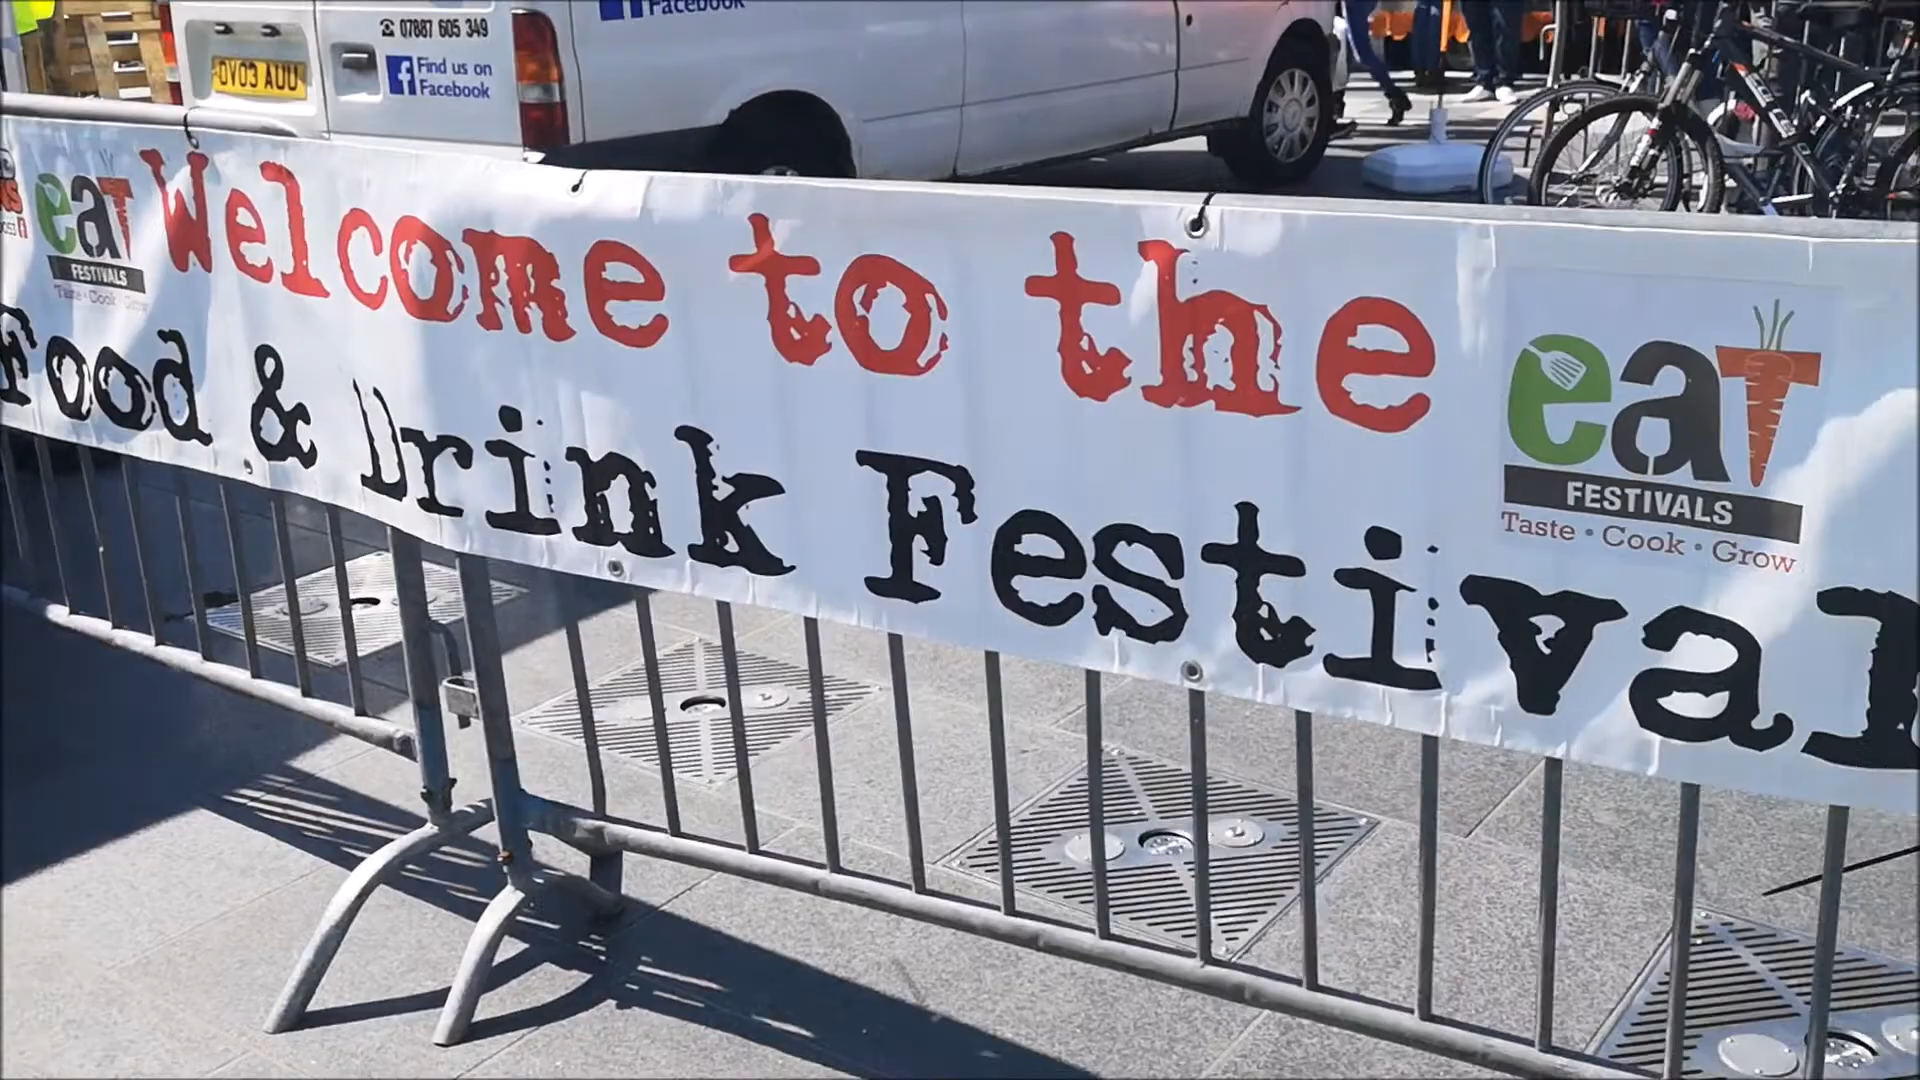 Facebook
07887 605 349
DV03 AUU
Find us on
Facebook
Welcome to the
Food & Drink Festival
eat
FESTIVALS
Taste • Cook • Grow
eat
FESTIVALS
Taste • Cook • Grow